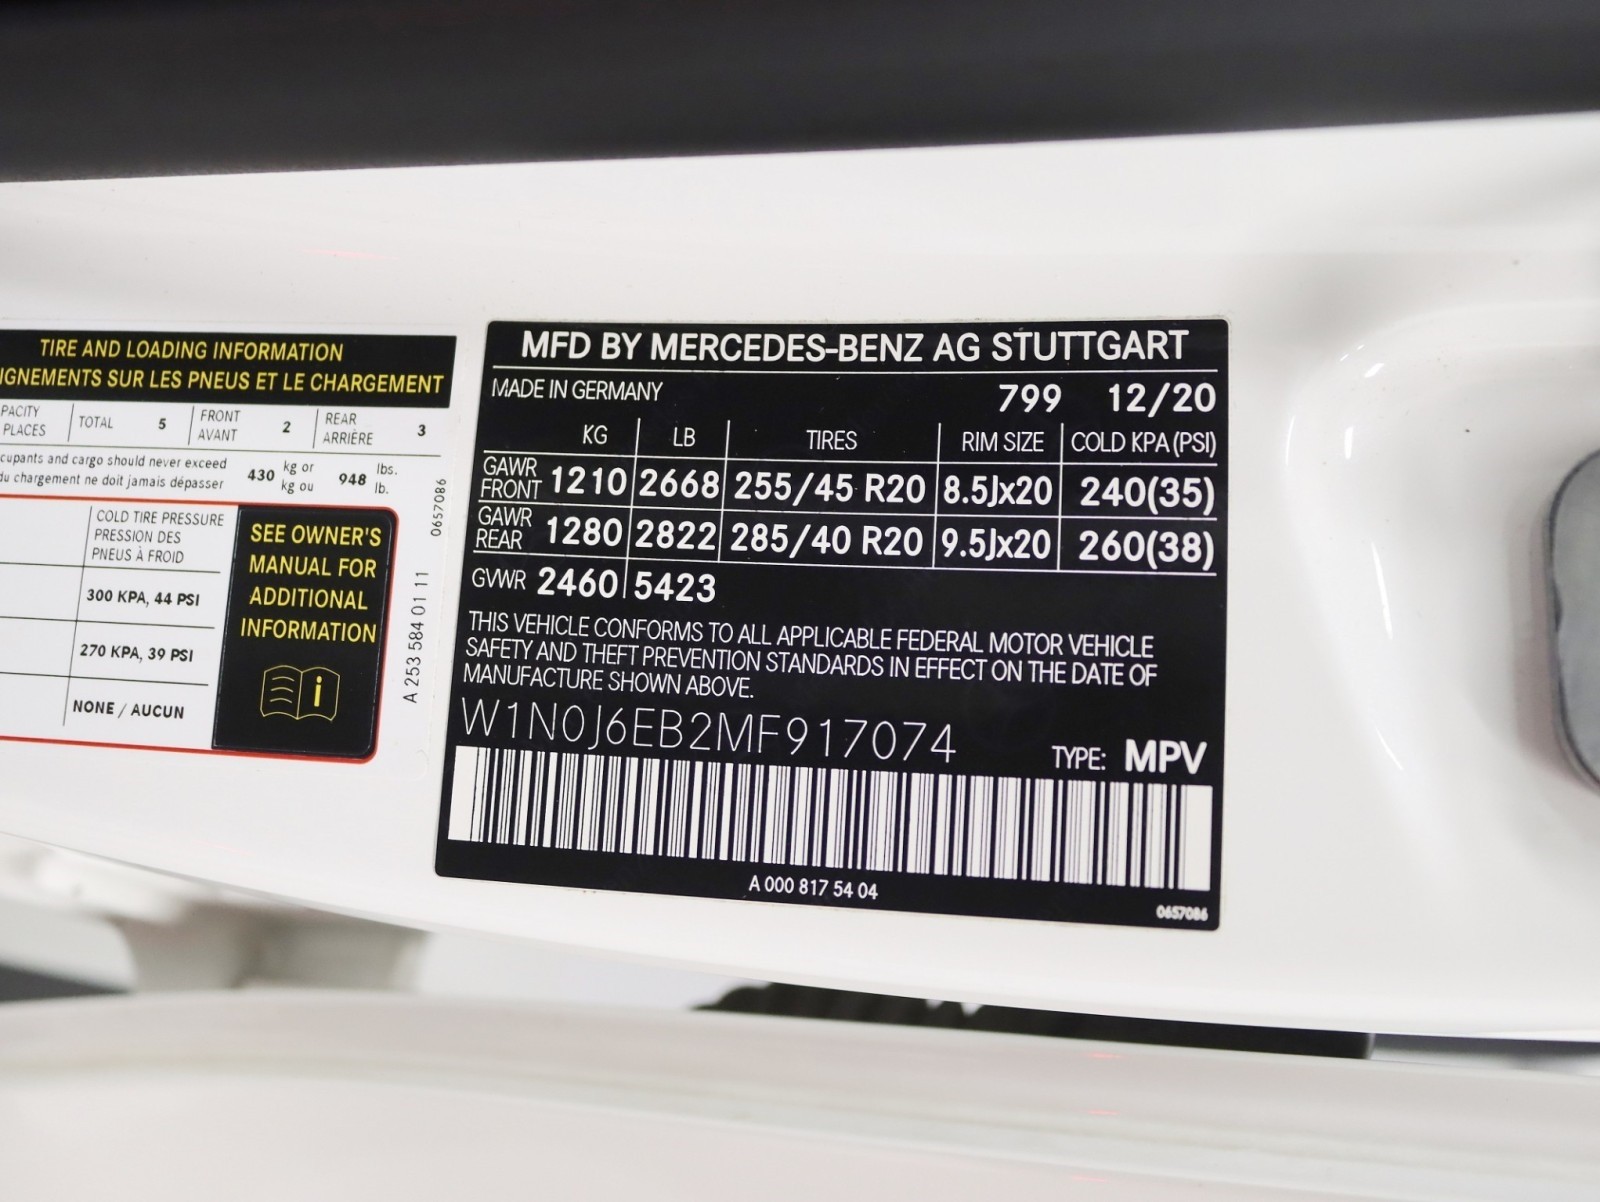 TIRE AND LOADING INFORMATION
IGNEMENTS SUR LES PNEUS ET LE CHARGEMENT
PACITY
PLACES
TOTAL 5
FRONT
AVANT 2
REAR
ARRIÈRE 3
cupants and cargo should never exceed
du chargement ne doit jamais dépasser
430 kg or
kg ou
948 lbs.
lb.
COLD TIRE PRESSURE
PRESSION DES
PNEUS À FROID
300 KPA, 44 PSI
270 KPA, 39 PSI
NONE / AUCUN
SEE OWNER'S
MANUAL FOR
ADDITIONAL
INFORMATION
i
A 253 584 01 11
0657086
MFD BY MERCEDES-BENZ AG STUTTGART
MADE IN GERMANY 799 12/20
KG LB TIRES RIM SIZE COLD KPA (PSI)
GAWR
FRONT 1210 2668 255/45 R20 8.5Jx20 240(35)
GAWR
REAR 1280 2822 285/40 R20 9.5Jx20 260(38)
GVWR 2460 5423
THIS VEHICLE CONFORMS TO ALL APPLICABLE FEDERAL MOTOR VEHICLE
SAFETY AND THEFT PREVENTION STANDARDS IN EFFECT ON THE DATE OF
MANUFACTURE SHOWN ABOVE.
W1N0J6EB2MF917074
TYPE: MPV
A 000 817 54 04
0657086